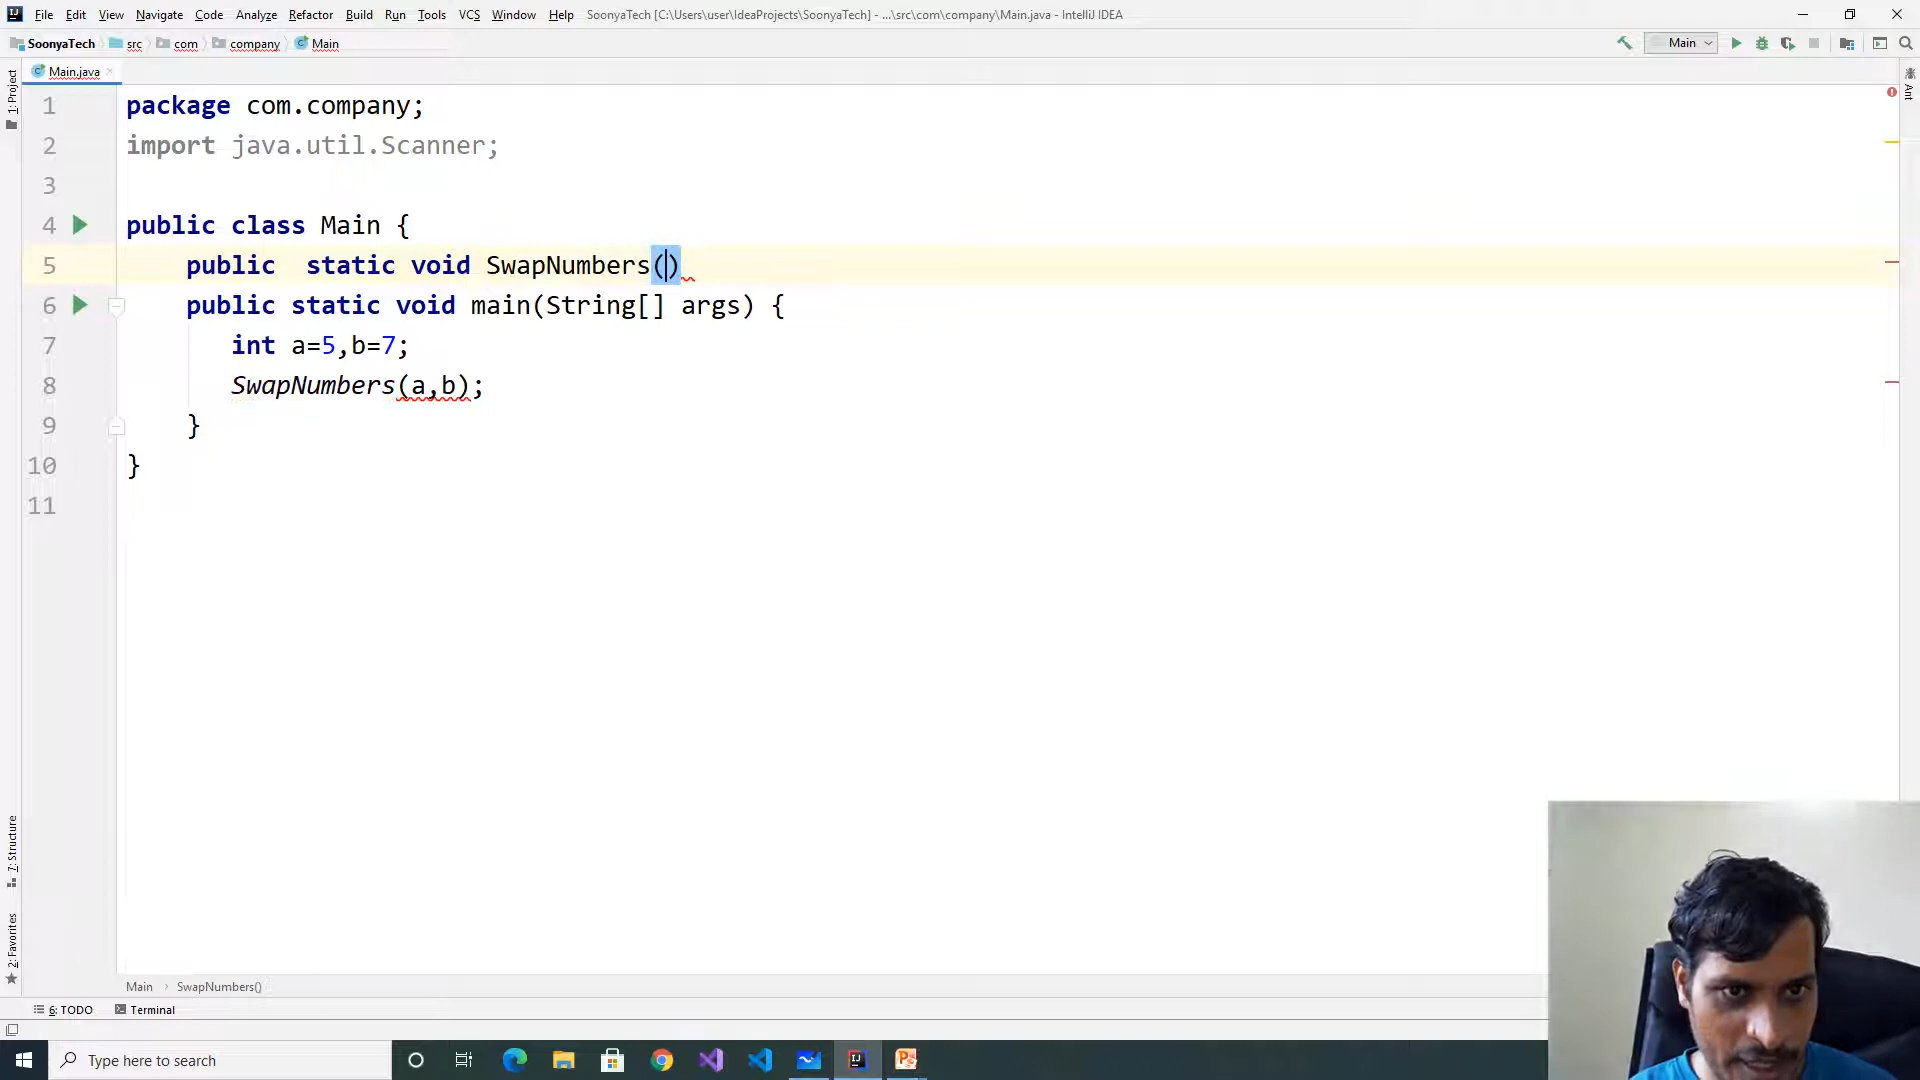 File Edit View Navigate Code Analyze Refactor Build Run Tools VCS Window Help SoonyaTech [C:\Users\user\IdeaProjects\SoonyaTech] - ...\src\com\company\Main.java - IntelliJ IDEA
SoonyaTech src com company Main
Main
Main.java
1: Project
Ant
1 package com.company;
2 import java.util.Scanner;
3
4 public class Main {
5 public  static void SwapNumbers()
6 public static void main(String[] args) {
7 int a=5,b=7;
8 SwapNumbers(a,b);
9 }
10 }
11
7: Structure
2: Favorites
Main SwapNumbers()
6: TODO Terminal
Type here to search